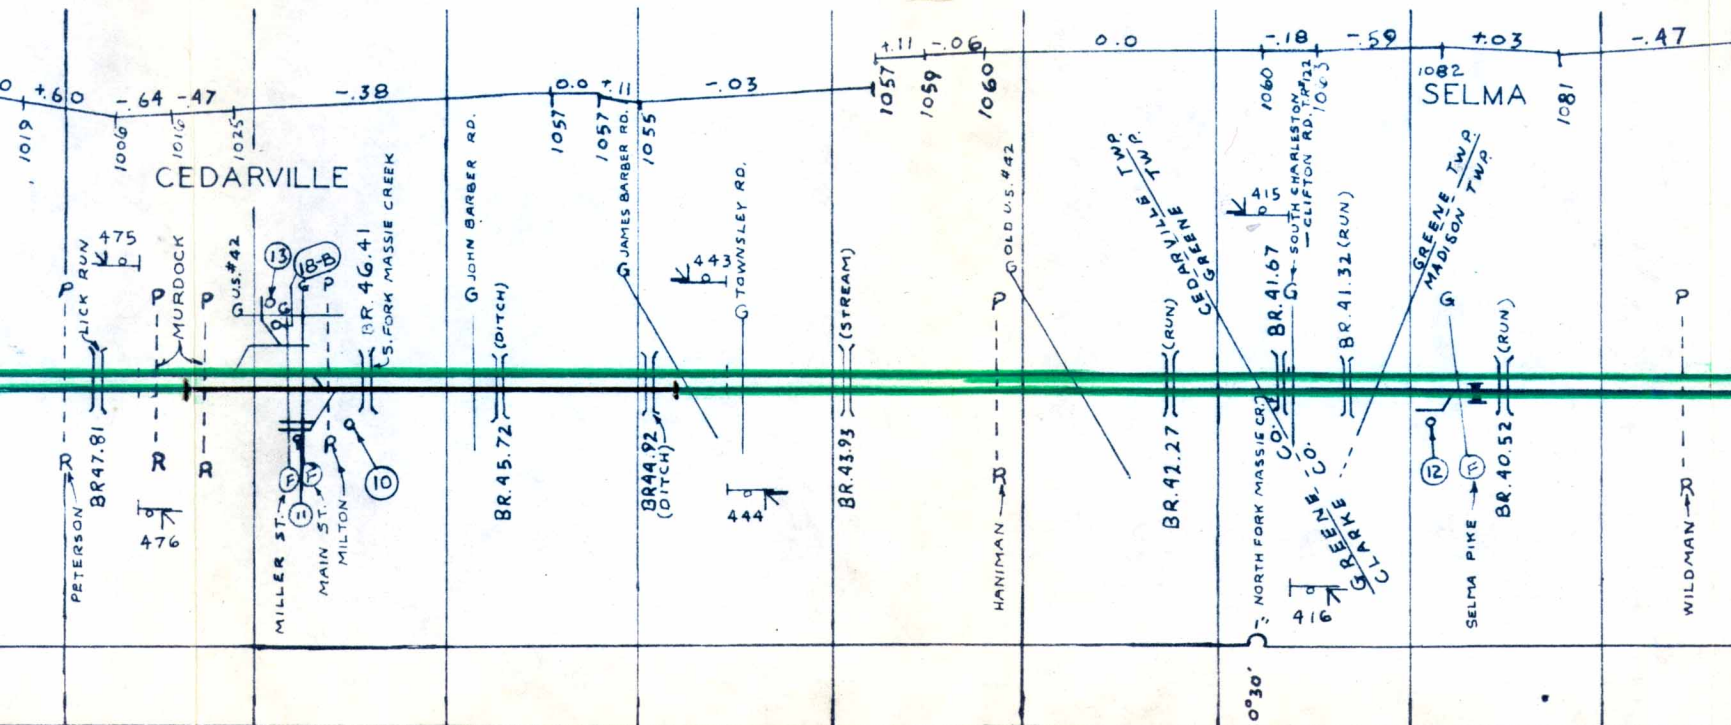 0
+.60
-.64
-.47
-.38
0.0
+.11
-.03
+.11
-.06
0.0
-.18
-.59
+.03
-.47
1019
1006
1016
1025
1057
1057
1055
1057
1059
1060
1060
1063
1082
1081
CEDARVILLE
SELMA
LICK RUN
475
MURDOCK
U.S.#42
G
13
18-B
G
P
BR. 46.41
S. FORK MASSIE CREEK
G JOHN BARBER RD.
(DITCH)
G JAMES BARBER RD.
443
G TOWNSLEY RD.
(STREAM)
G OLD U.S.#42
CEDARVILLE TWP.
GREENE TWP.
415
G
SOUTH CHARLESTON
-CLIFTON RD. T.R#122
BR. 41.67
BR. 41.32 (RUN)
GREENE TWP.
MADISON TWP.
G
(RUN)
(RUN)
P
P
P
P
P
R
R
R
R
R
R
PETERSON
BR 47.81
476
MILLER ST.
F
11
F
MAIN ST.
MILTON
10
BR. 45.72
BR 44.92
(DITCH)
444
BR. 43.93
HANIMAN
BR. 42.27
NORTH FORK MASSIE CR.
GREENE CO.
CLARKE CO.
416
12
F
SELMA PIKE
BR. 40.52
WILDMAN
0°30'